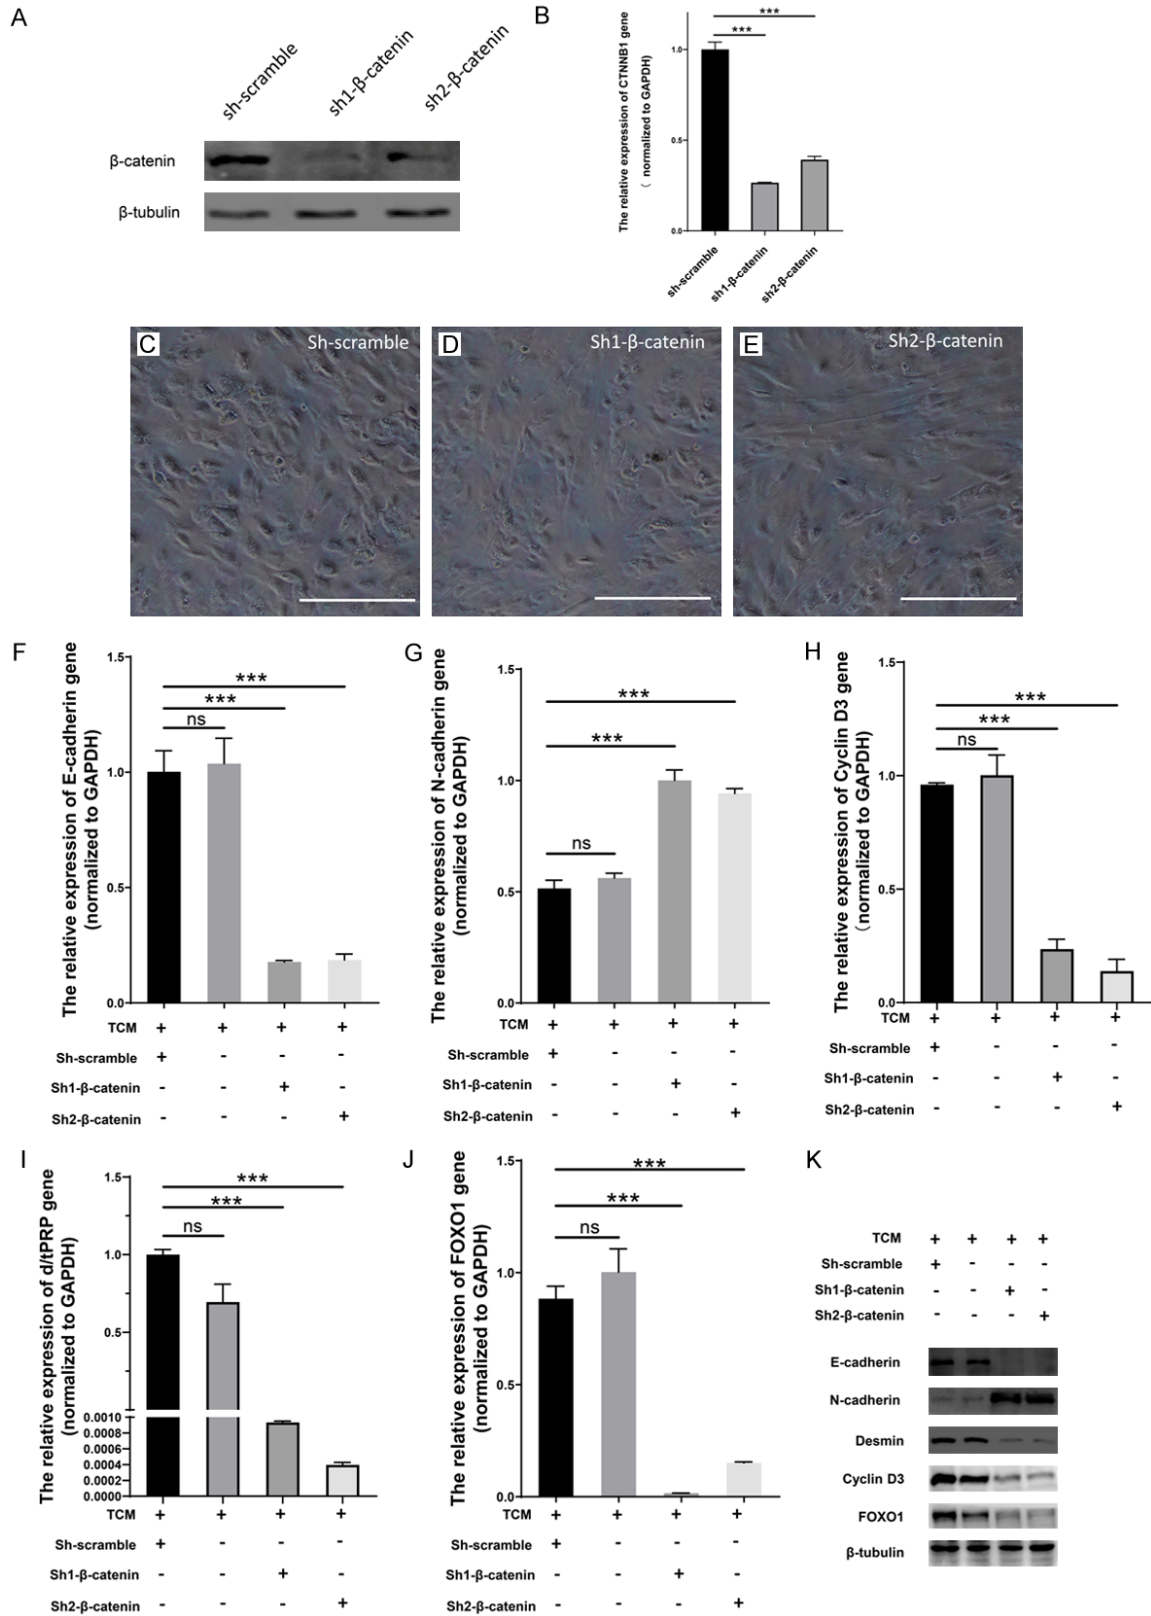 A
sh-scramble
sh1-β-catenin
sh2-β-catenin
β-catenin
β-tubulin
B
The relative expression of CTNNB1 gene
( normalized to GAPDH)
***
***
1.0
0.5
0.0
sh-scramble
sh1-β-catenin
sh2-β-catenin
C
Sh-scramble
D
Sh1-β-catenin
E
Sh2-β-catenin
F
The relative expression of E-cadherin gene
(normalized to GAPDH)
1.5
1.0
0.5
0.0
***
***
ns
TCM + + + +
Sh-scramble + - - -
Sh1-β-catenin - - + -
Sh2-β-catenin - - - +
G
The relative expression of N-cadherin gene
(normalized to GAPDH)
1.5
1.0
0.5
0.0
***
***
ns
TCM + + + +
Sh-scramble + - - -
Sh1-β-catenin - - + -
Sh2-β-catenin - - - +
H
The relative expression of Cyclin D3 gene
(normalized to GAPDH)
1.5
1.0
0.5
0.0
***
***
ns
TCM + + + +
Sh-scramble + - - -
Sh1-β-catenin - - + -
Sh2-β-catenin - - - +
I
The relative expression of d/tPRP gene
(normalized to GAPDH)
1.5
1.0
0.5
0.0010
0.0008
0.0006
0.0004
0.0002
0.0000
***
***
ns
TCM + + + +
Sh-scramble + - - -
Sh1-β-catenin - - + -
Sh2-β-catenin - - - +
J
The relative expression of FOXO1 gene
(normalized to GAPDH)
1.5
1.0
0.5
0.0
***
***
ns
TCM + + + +
Sh-scramble + - - -
Sh1-β-catenin - - + -
Sh2-β-catenin - - - +
K
TCM + + + +
Sh-scramble + - - -
Sh1-β-catenin - - + -
Sh2-β-catenin - - - +
E-cadherin
N-cadherin
Desmin
Cyclin D3
FOXO1
β-tubulin